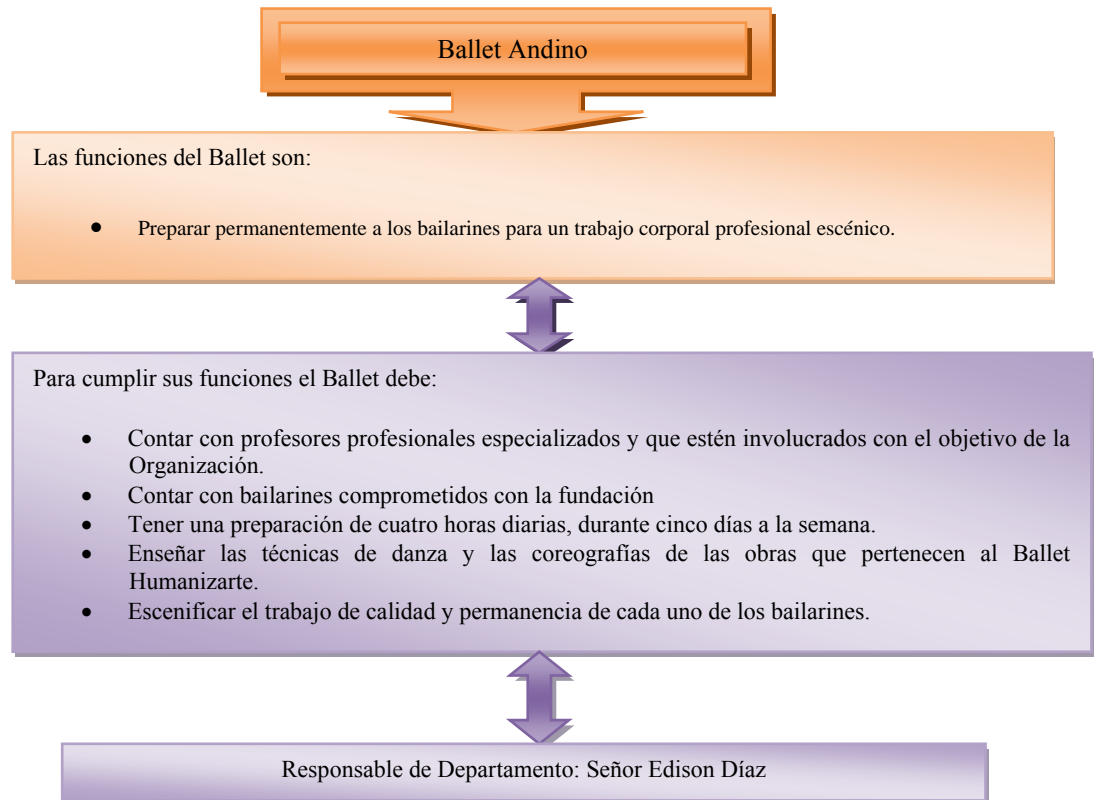 Ballet Andino
Las funciones del Ballet son:
• Preparar permanentemente a los bailarines para un trabajo corporal profesional escénico.
Para cumplir sus funciones el Ballet debe:
• Contar con profesores profesionales especializados y que estén involucrados con el objetivo de la
Organización.
• Contar con bailarines comprometidos con la fundación
• Tener una preparación de cuatro horas diarias, durante cinco días a la semana.
• Enseñar las técnicas de danza y las coreografías de las obras que pertenecen al Ballet
Humanizarte.
• Escenificar el trabajo de calidad y permanencia de cada uno de los bailarines.
Responsable de Departamento: Señor Edison Díaz